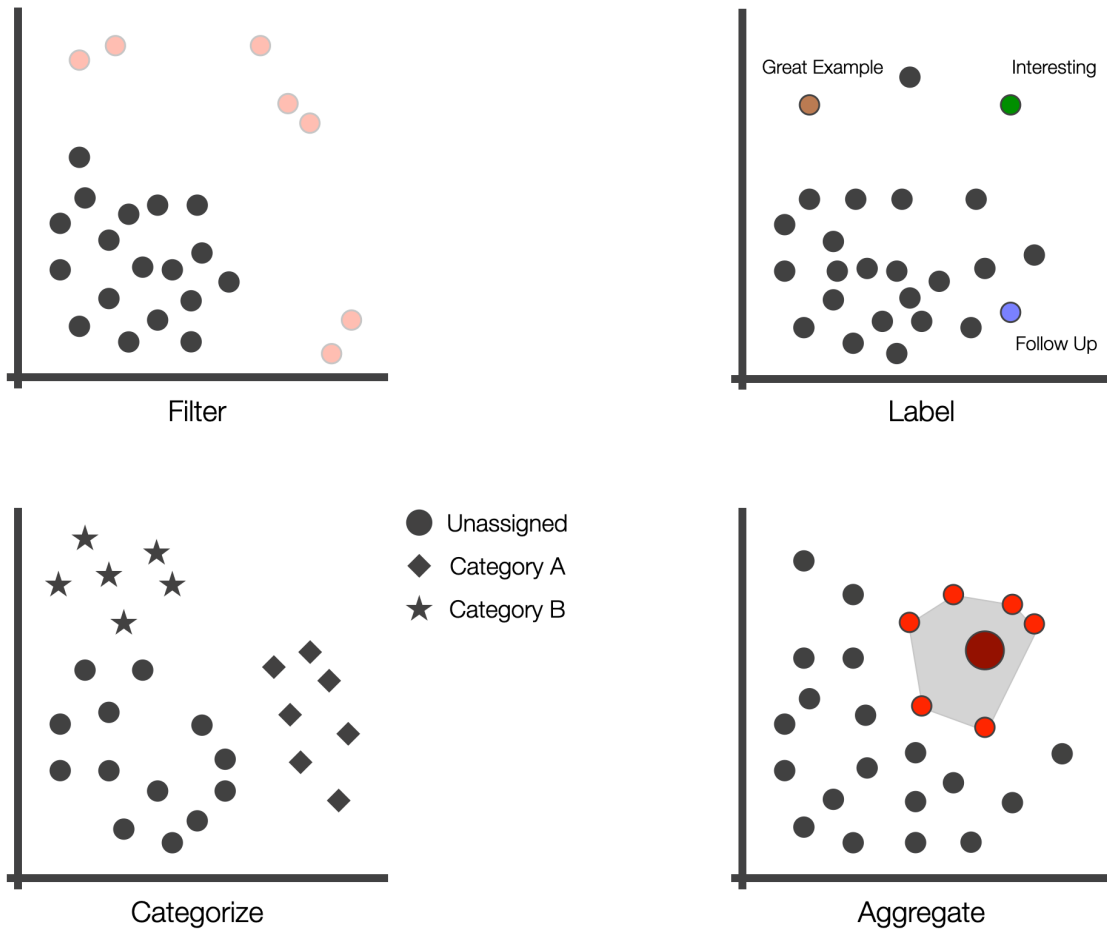 Great Example
Interesting
Follow Up
Filter
Label
Unassigned
Category A
Category B
Categorize
Aggregate